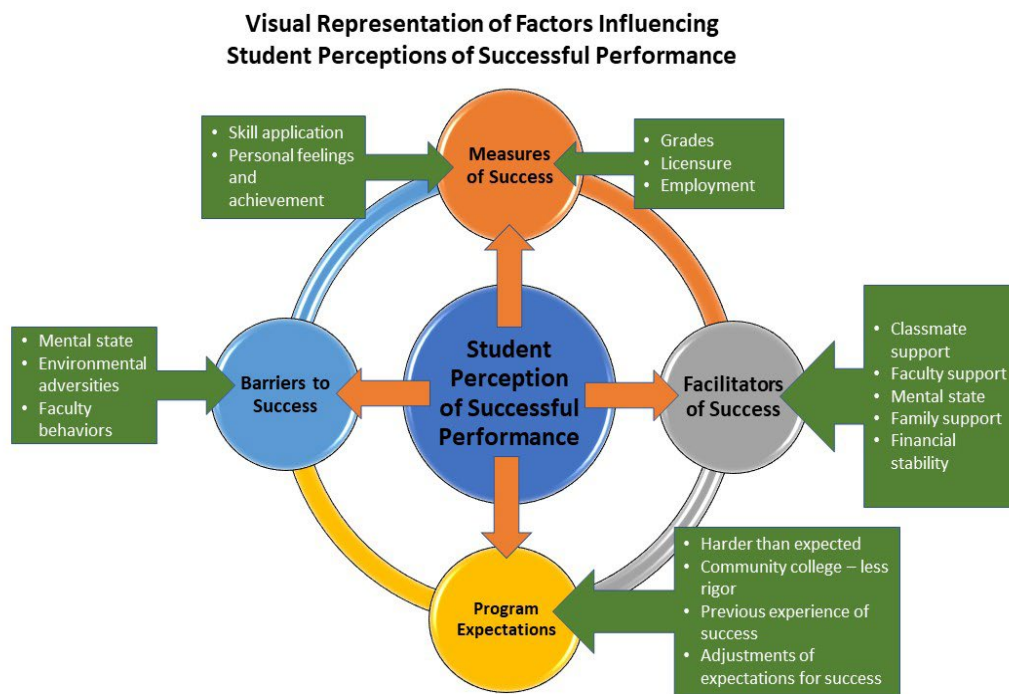 Visual Representation of Factors Influencing
Student Perceptions of Successful Performance
• Skill application
• Personal feelings
and
achievement
Measures
of Success
• Grades
• Licensure
• Employment
• Mental state
• Environmental
adversities
• Faculty
behaviors
Barriers to
Success
Student
Perception
of Successful
Performance
Facilitators
of Success
• Classmate
support
• Faculty support
• Mental state
• Family support
• Financial
stability
Program
Expectations
• Harder than expected
• Community college – less
rigor
• Previous experience of
success
• Adjustments of
expectations for success